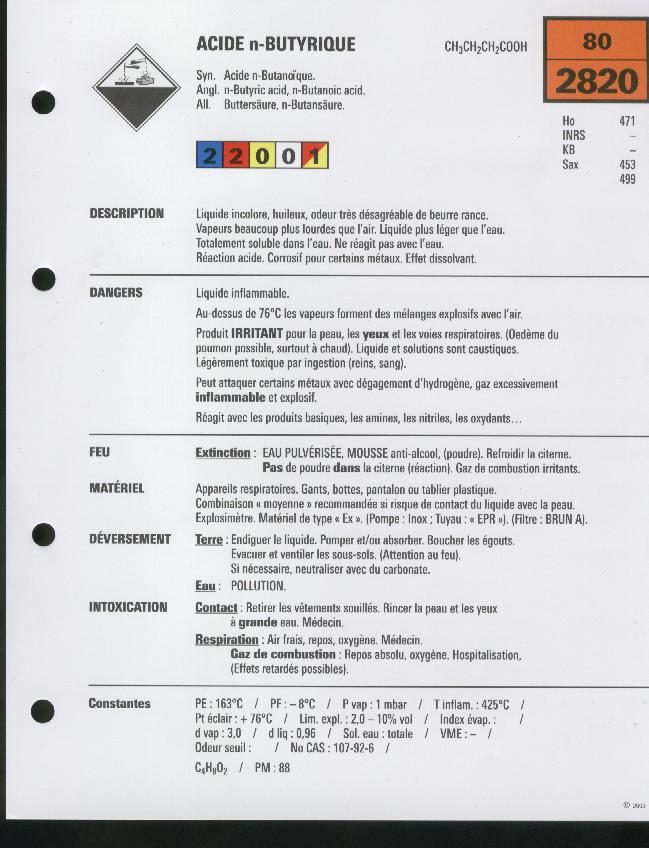 ACIDE n-BUTYRIQUE
CH₃CH₂CH₂COOH
80
2820
Syn. Acide n-Butanoïque.
Angl. n-Butyric acid, n-Butanoic acid.
All. Buttersäure, n-Butansäure.
Ho 471
INRS –
KB –
Sax 453
499
2 2 0 0 1
DESCRIPTION
Liquide incolore, huileux, odeur très désagréable de beurre rance.
Vapeurs beaucoup plus lourdes que l'air. Liquide plus léger que l'eau.
Totalement soluble dans l'eau. Ne réagit pas avec l'eau.
Réaction acide. Corrosif pour certains métaux. Effet dissolvant.
DANGERS
Liquide inflammable.
Au-dessus de 76°C les vapeurs forment des mélanges explosifs avec l'air.
Produit IRRITANT pour la peau, les yeux et les voies respiratoires. (Oedème du
poumon possible, surtout à chaud). Liquide et solutions sont caustiques.
Légèrement toxique par ingestion (reins, sang).
Peut attaquer certains métaux avec dégagement d'hydrogène, gaz excessivement
inflammable et explosif.
Réagit avec les produits basiques, les amines, les nitriles, les oxydants...
FEU
Extinction : EAU PULVÉRISÉE, MOUSSE anti-alcool, (poudre). Refroidir la citerne.
Pas de poudre dans la citerne (réaction). Gaz de combustion irritants.
MATÉRIEL
Appareils respiratoires. Gants, bottes, pantalon ou tablier plastique.
Combinaison « moyenne » recommandée si risque de contact du liquide avec la peau.
Explosimètre. Matériel de type « Ex ». (Pompe : Inox ; Tuyau : « EPR »). (Filtre : BRUN A).
DÉVERSEMENT
Terre : Endiguer le liquide. Pomper et/ou absorber. Boucher les égouts.
Evacuer et ventiler les sous-sols. (Attention au feu).
Si nécessaire, neutraliser avec du carbonate.
Eau : POLLUTION.
INTOXICATION
Contact : Retirer les vêtements souillés. Rincer la peau et les yeux
à grande eau. Médecin.
Respiration : Air frais, repos, oxygène. Médecin.
Gaz de combustion : Repos absolu, oxygène. Hospitalisation,
(Effets retardés possibles).
Constantes
PE : 163°C / PF : – 8°C / P vap : 1 mbar / T inflam. : 425°C /
Pt éclair : + 76°C / Lim. expl. : 2,0 – 10% vol / Index évap. : /
d vap : 3,0 / d liq : 0,96 / Sol. eau : totale / VME : – /
Odeur seuil : / No CAS : 107-92-6 /
C₄H₈O₂ / PM : 88
© 2003